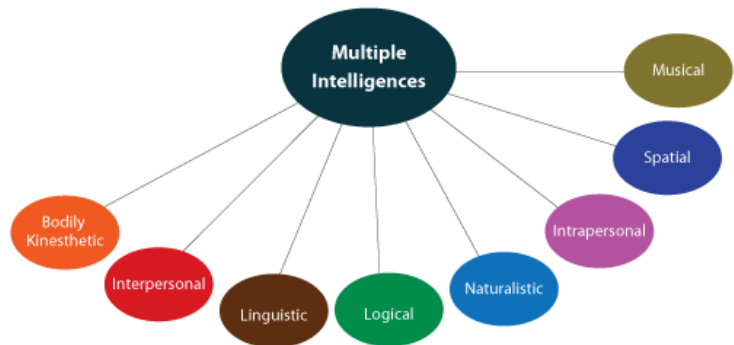 Multiple
Intelligences
Musical
Spatial
Intrapersonal
Naturalistic
Logical
Linguistic
Interpersonal
Bodily
Kinesthetic